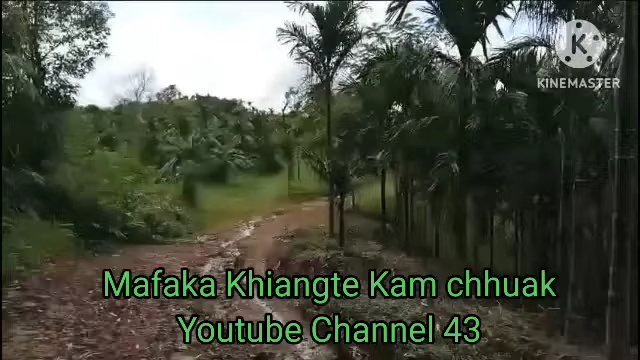 K
KINEMASTER
Mafaka Khiangte Kam chhuak
Youtube Channel 43